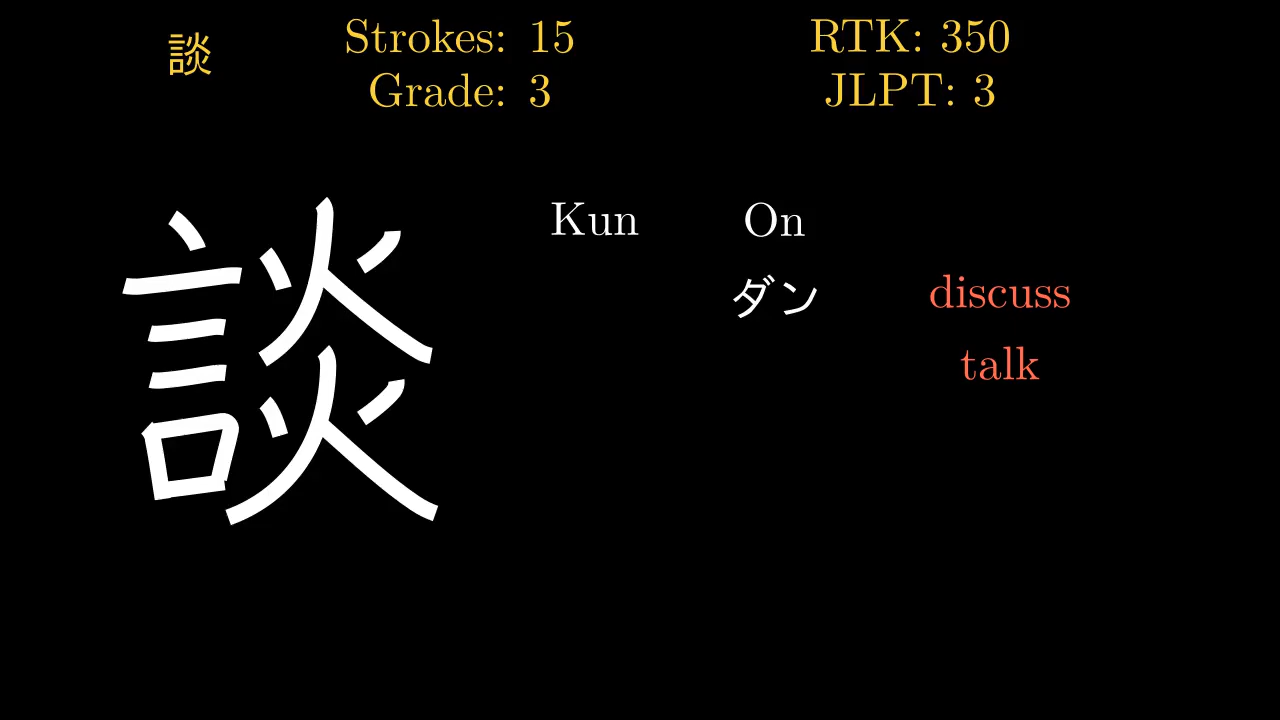 談
Strokes: 15
Grade: 3
RTK: 350
JLPT: 3
談
Kun
On
ダン
discuss
talk